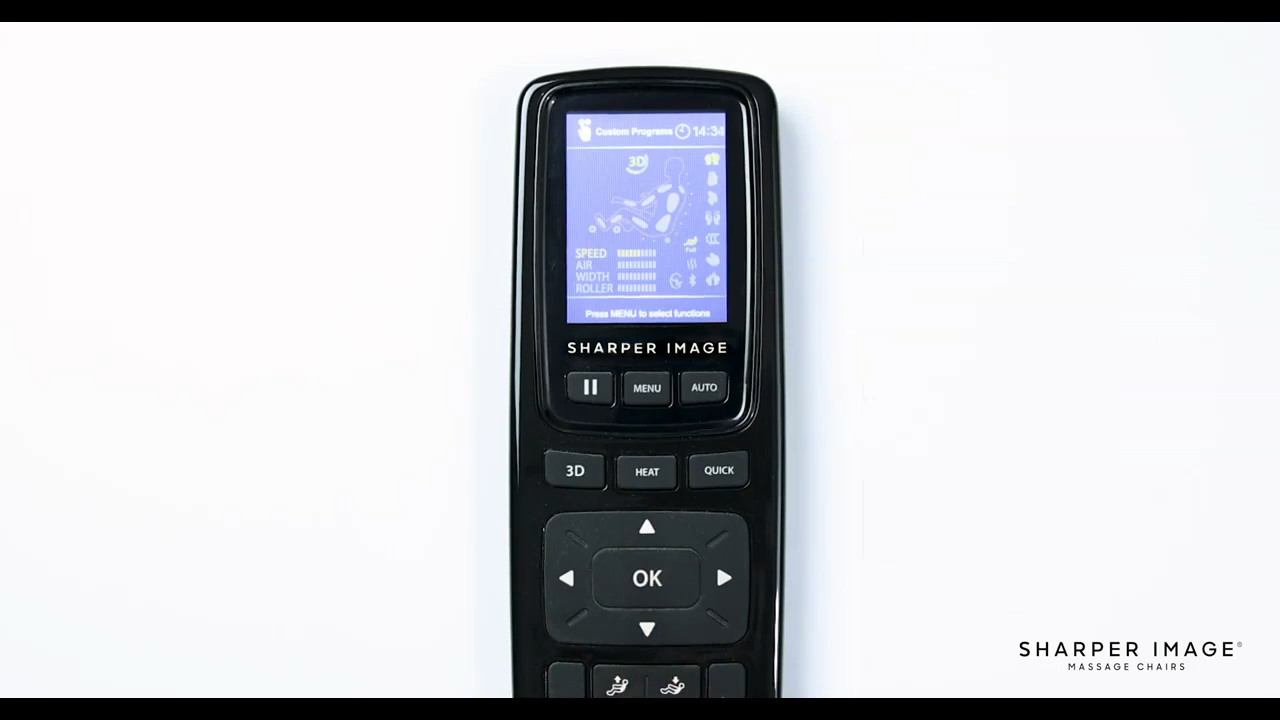 Custom Programs 14:34
3D
SPEED
AIR
WIDTH
ROLLER
Full
Press MENU to select functions
SHARPER IMAGE
MENU AUTO
3D HEAT QUICK
OK
SHARPER IMAGE®
MASSAGE CHAIRS